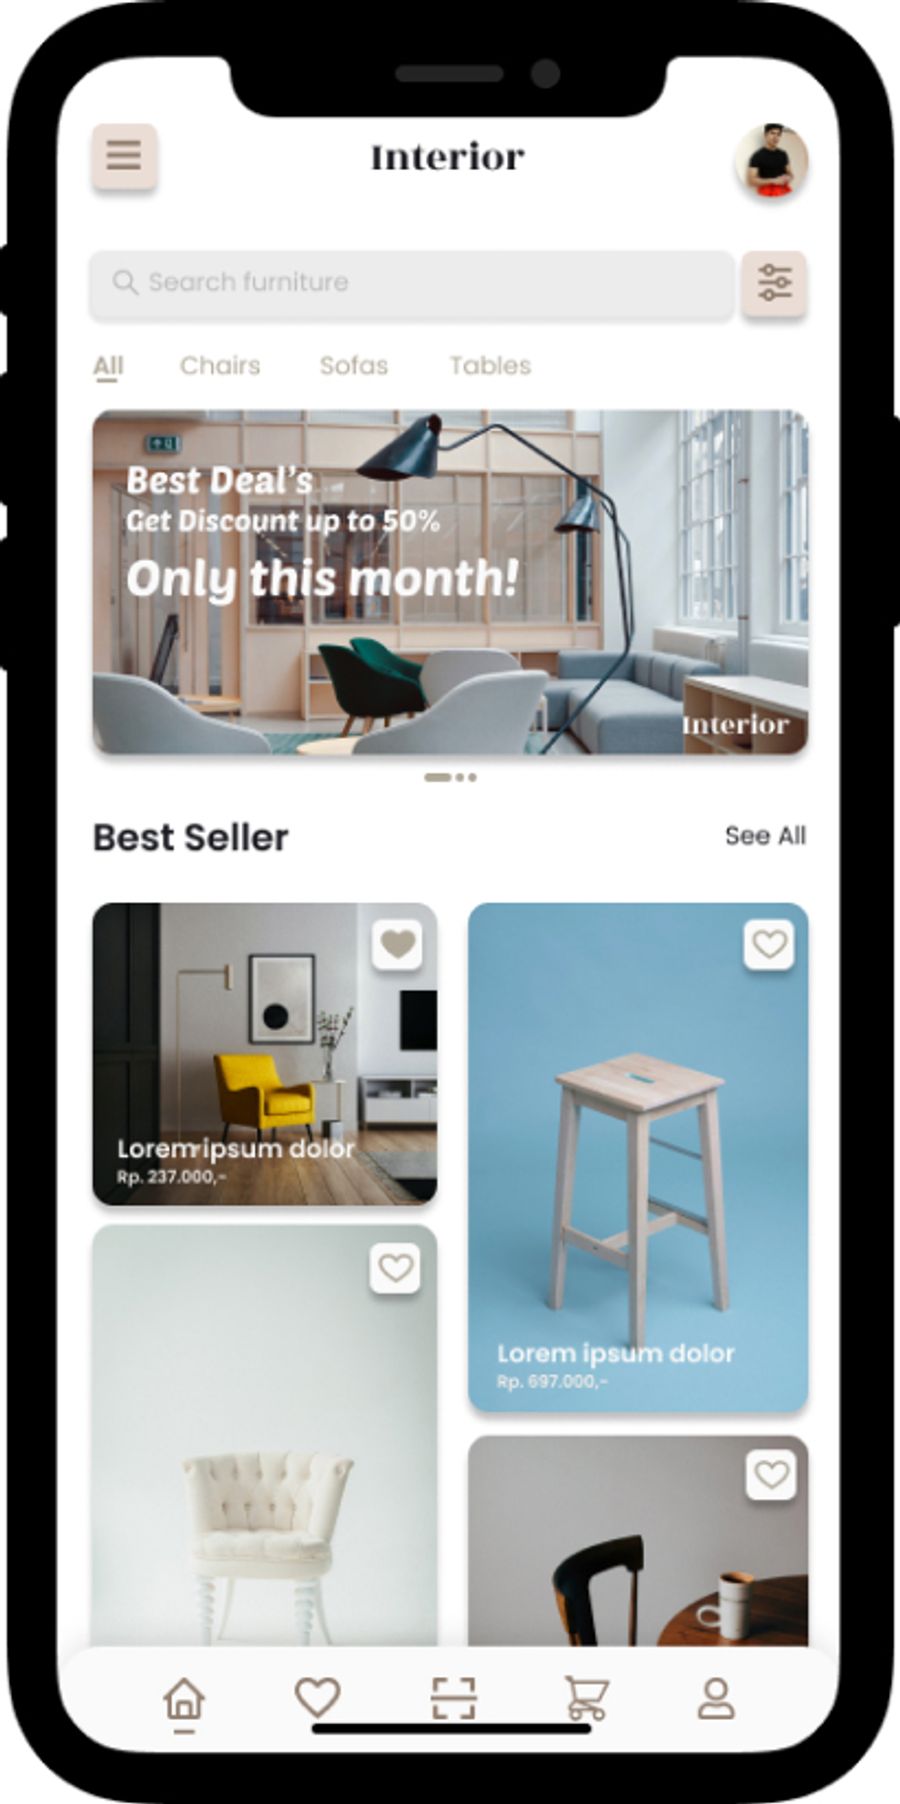 Interior
Search furniture
All Chairs Sofas Tables
Best Deal's
Get Discount up to 50%
Only this month!
Interior
Best Seller See All
Lorem ipsum dolor
Rp. 237.000,-
Lorem ipsum dolor
Rp. 697.000,-